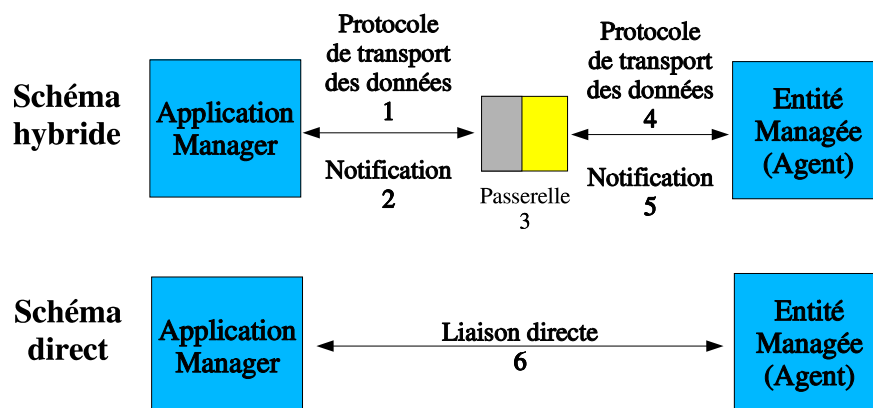 Schéma
hybride
Application
Manager
Protocole
de transport
des données
1
Notification
2
Passerelle
3
Protocole
de transport
des données
4
Notification
5
Entité
Managée
(Agent)
Schéma
direct
Application
Manager
Liaison directe
6
Entité
Managée
(Agent)